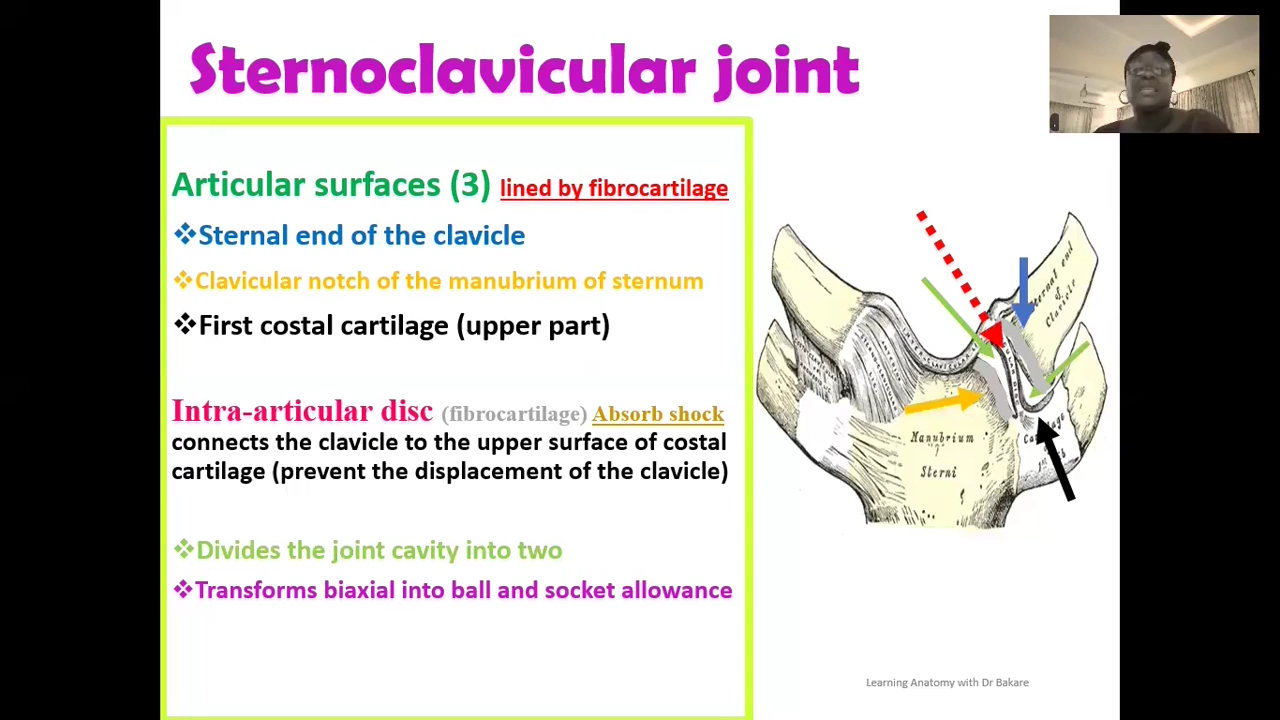 Sternoclavicular joint
Articular surfaces (3) lined by fibrocartilage
❖Sternal end of the clavicle
❖Clavicular notch of the manubrium of sternum
❖First costal cartilage (upper part)
Intra-articular disc (fibrocartilage) Absorb shock
connects the clavicle to the upper surface of costal
cartilage (prevent the displacement of the clavicle)
❖Divides the joint cavity into two
❖Transforms biaxial into ball and socket allowance
end
of
Clavicle
Manubrium
Sterni
Learning Anatomy with Dr Bakare